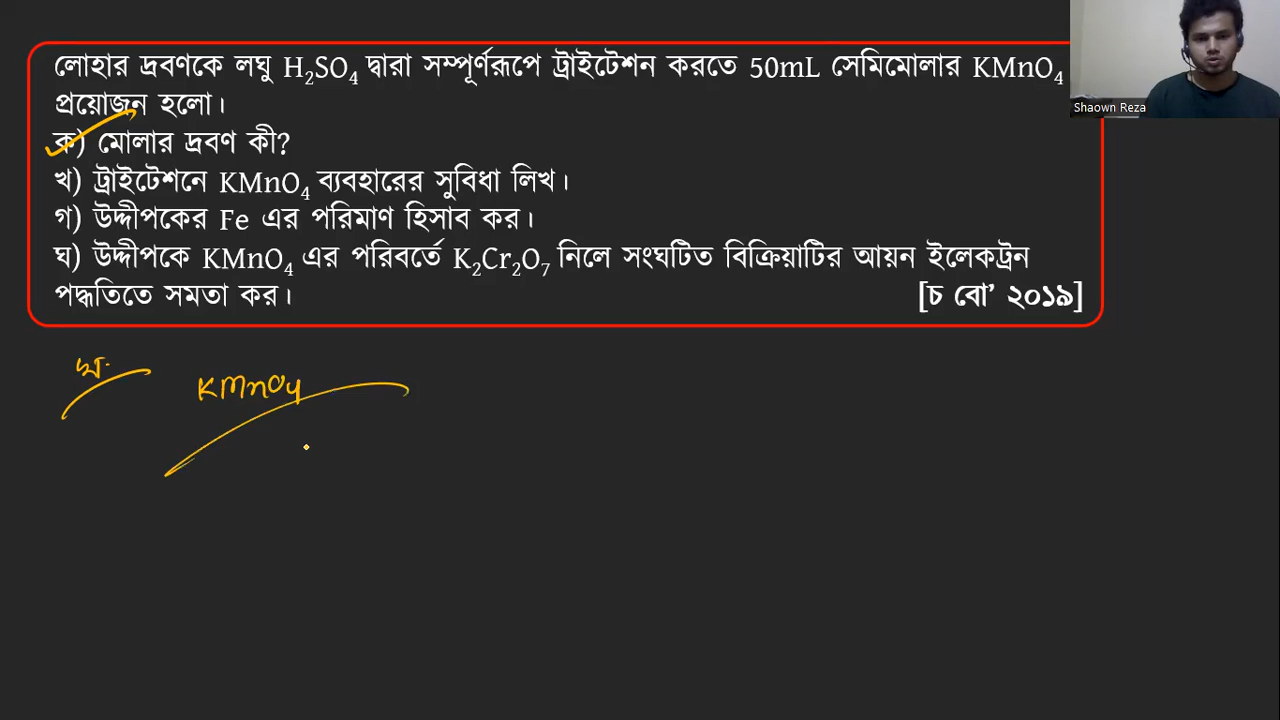 লোহার দ্রবণকে লঘু H₂SO₄ দ্বারা সম্পূর্ণরূপে ট্রাইটেশন করতে 50mL সেমিমোলার KMnO₄
প্রয়োজন হলো।
ক) মোলার দ্রবণ কী?
খ) ট্রাইটেশনে KMnO₄ ব্যবহারের সুবিধা লিখ।
গ) উদ্দীপকের Fe এর পরিমাণ হিসাব কর।
ঘ) উদ্দীপকে KMnO₄ এর পরিবর্তে K₂Cr₂O₇ নিলে সংঘটিত বিক্রিয়াটির আয়ন ইলেকট্রন
পদ্ধতিতে সমতা কর।
[চ বো’ ২০১৯]
Shaown Reza
খ.
KMnO4